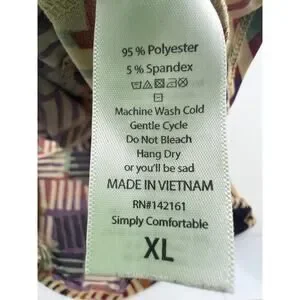 95 % Polyester
5 % Spandex
Machine Wash Cold
Gentle Cycle
Do Not Bleach
Hang Dry
or you'll be sad
MADE IN VIETNAM
RN#142161
Simply Comfortable
XL